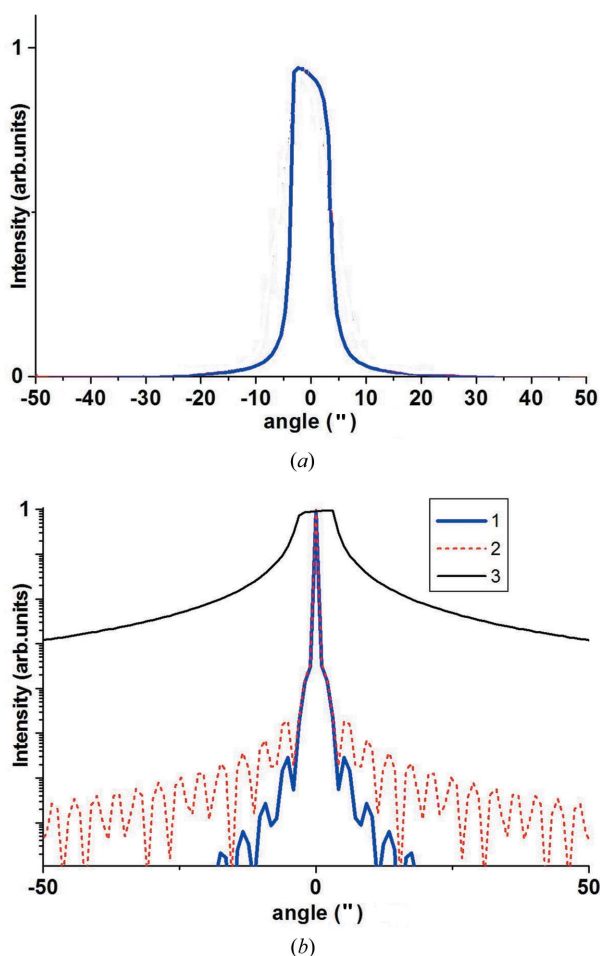 1
Intensity (arb.units)
0
-50 -40 -30 -20 -10 0 10 20 30 40 50
angle (")
(a)
1
1
2
3
Intensity (arb.units)
-50 0 50
angle (")
(b)